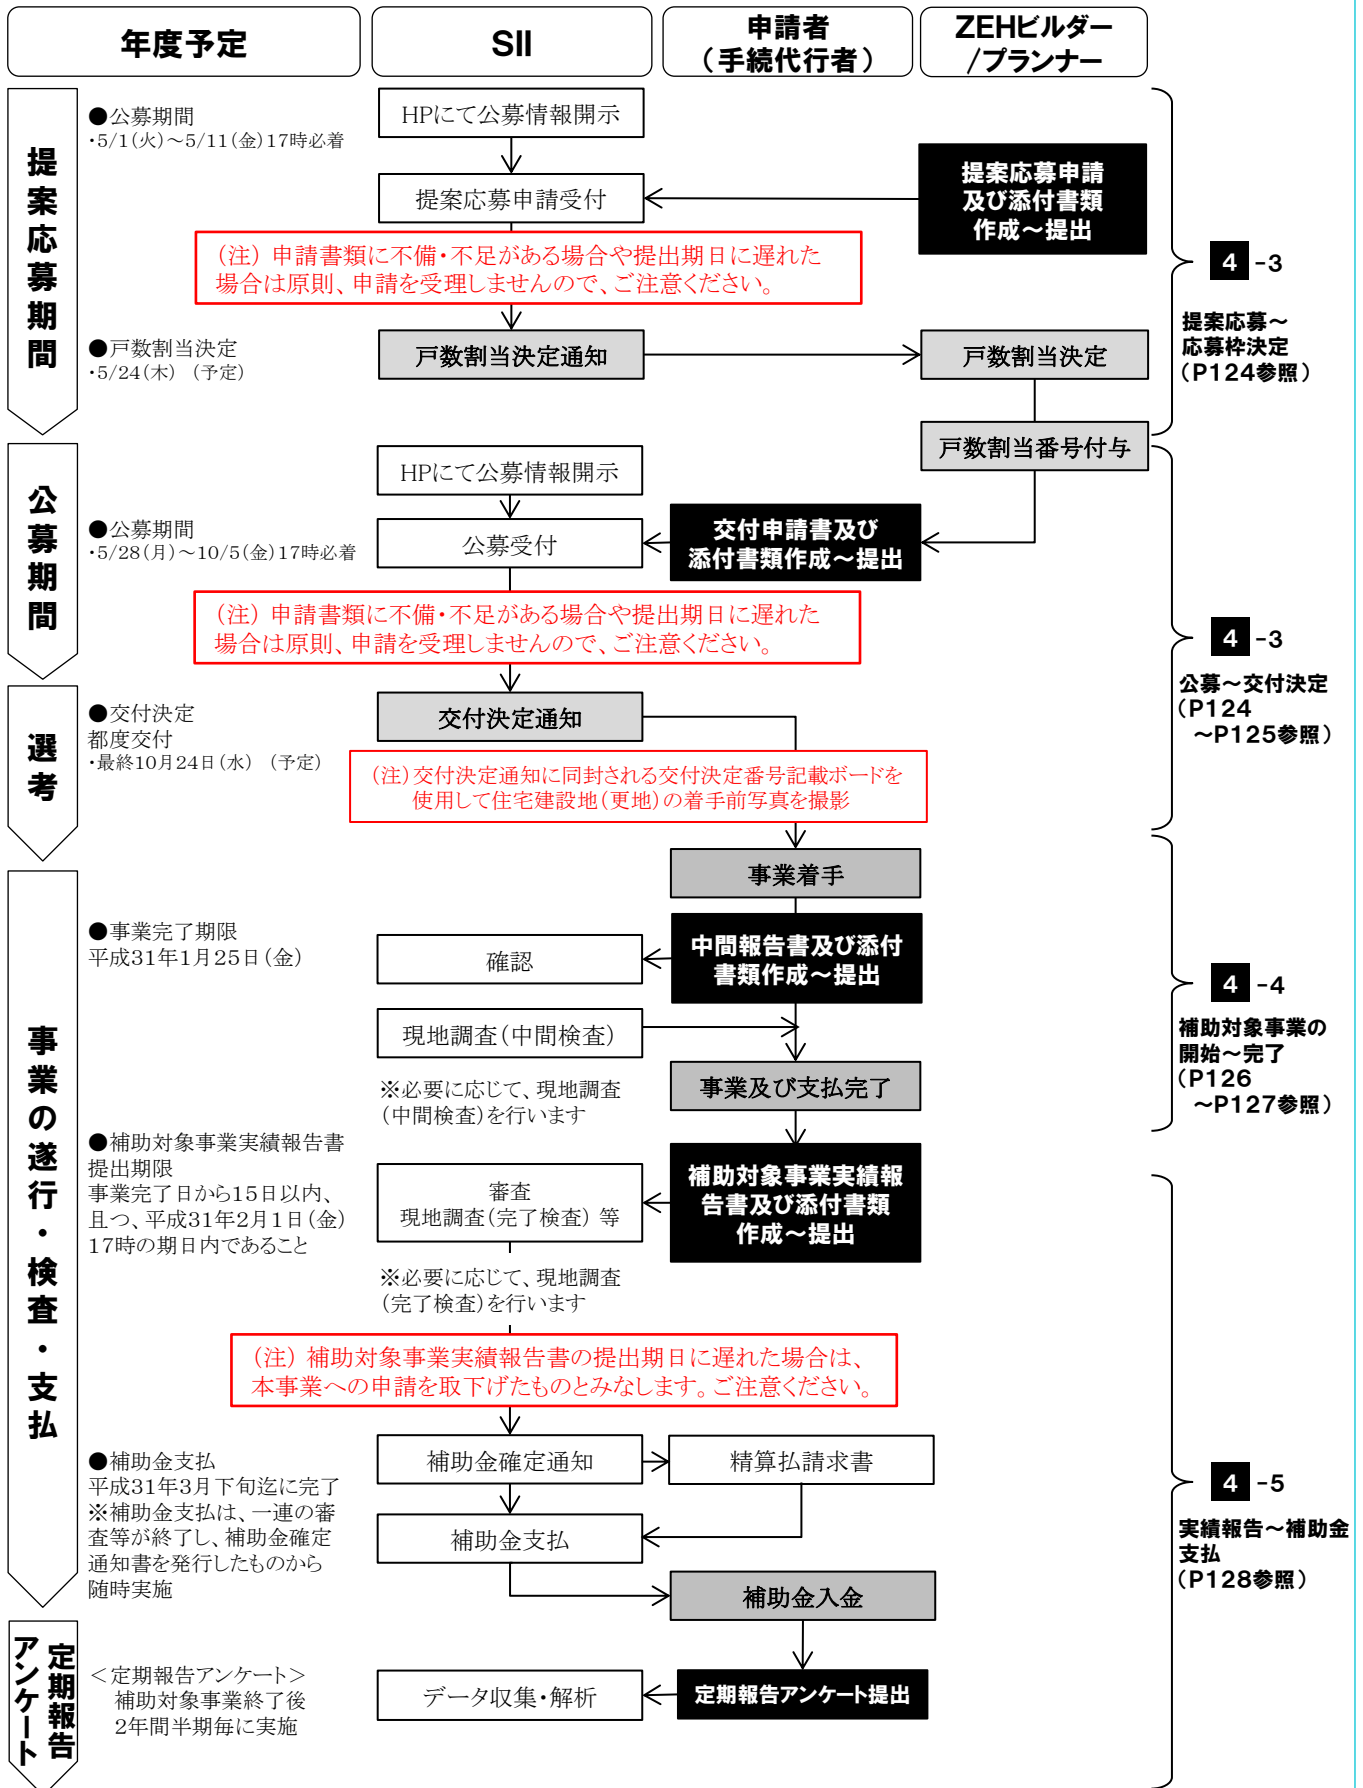 年度予定
SII
申請者
（手続代行者）
ZEHビルダー
/プランナー
提案応募期間
●公募期間
・5/1（火）～5/11（金）17時必着
HPにて公募情報開示
提案応募申請受付
提案応募申請
及び添付書類
作成～提出
（注）申請書類に不備・不足がある場合や提出期日に遅れた
場合は原則、申請を受理しませんので、ご注意ください。
●戸数割当決定
・5/24（木）（予定）
戸数割当決定通知
戸数割当決定
戸数割当番号付与
4 -3
提案応募～
応募枠決定
（P124参照）
公募期間
HPにて公募情報開示
●公募期間
・5/28（月）～10/5（金）17時必着
公募受付
交付申請書及び
添付書類作成～提出
（注）申請書類に不備・不足がある場合や提出期日に遅れた
場合は原則、申請を受理しませんので、ご注意ください。
4 -3
公募～交付決定
（P124
～P125参照）
選考
●交付決定
都度交付
・最終10月24日（水）（予定）
交付決定通知
（注）交付決定通知に同封される交付決定番号記載ボードを
使用して住宅建設地（更地）の着手前写真を撮影
事業の遂行・検査・支払
事業着手
●事業完了期限
平成31年1月25日（金）
確認
中間報告書及び添付
書類作成～提出
現地調査（中間検査）
※必要に応じて、現地調査
（中間検査）を行います
事業及び支払完了
4 -4
補助対象事業の
開始～完了
（P126
～P127参照）
●補助対象事業実績報告書
提出期限
事業完了日から15日以内、
且つ、平成31年2月1日（金）
17時の期日内であること
審査
現地調査（完了検査）等
補助対象事業実績報
告書及び添付書類
作成～提出
※必要に応じて、現地調査
（完了検査）を行います
（注）補助対象事業実績報告書の提出期日に遅れた場合は、
本事業への申請を取下げたものとみなします。ご注意ください。
●補助金支払
平成31年3月下旬迄に完了
※補助金支払は、一連の審
査等が終了し、補助金確定
通知書を発行したものから
随時実施
補助金確定通知
精算払請求書
補助金支払
補助金入金
4 -5
実績報告～補助金
支払
（P128参照）
定期報告
アンケート
＜定期報告アンケート＞
補助対象事業終了後
2年間半期毎に実施
データ収集・解析
定期報告アンケート提出